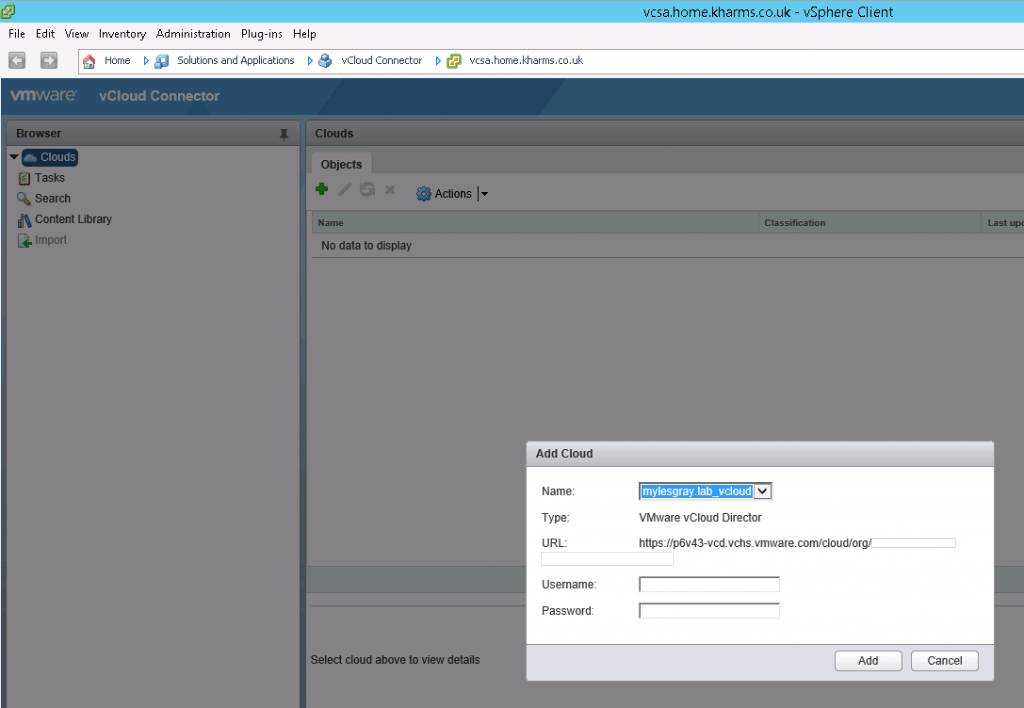 vcsa.home.kharms.co.uk - vSphere Client
File Edit View Inventory Administration Plug-ins Help
Home Solutions and Applications vCloud Connector vcsa.home.kharms.co.uk
vmware vCloud Connector
Browser
Clouds
Tasks
Search
Content Library
Import
Clouds
Objects
Actions
Name Classification Last upd
No data to display
Select cloud above to view details
Add Cloud
Name: mylesgray.lab_vcloud
Type: VMware vCloud Director
URL: https://p6v43-vcd.vchs.vmware.com/cloud/org/
Username:
Password:
Add Cancel